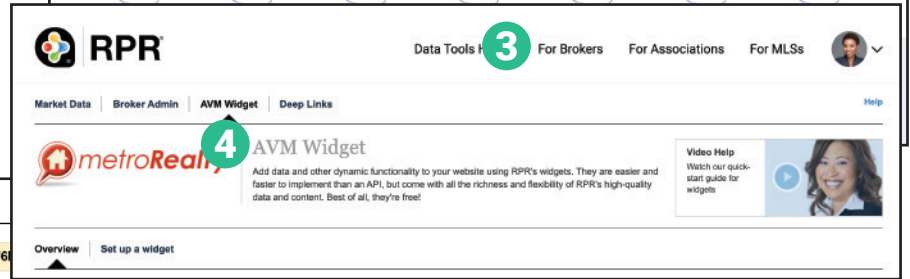 RPR
Data Tools H
3
For Brokers
For Associations
For MLSs
Market Data
Broker Admin
AVM Widget
Deep Links
Help
metroRealty
4
AVM Widget
Add data and other dynamic functionality to your website using RPR's widgets. They are easier and
faster to implement than an API, but come with all the richness and flexibility of RPR's high-quality
data and content. Best of all, they're free!
Video Help
Watch our quick-
start guide for
widgets
Overview
Set up a widget